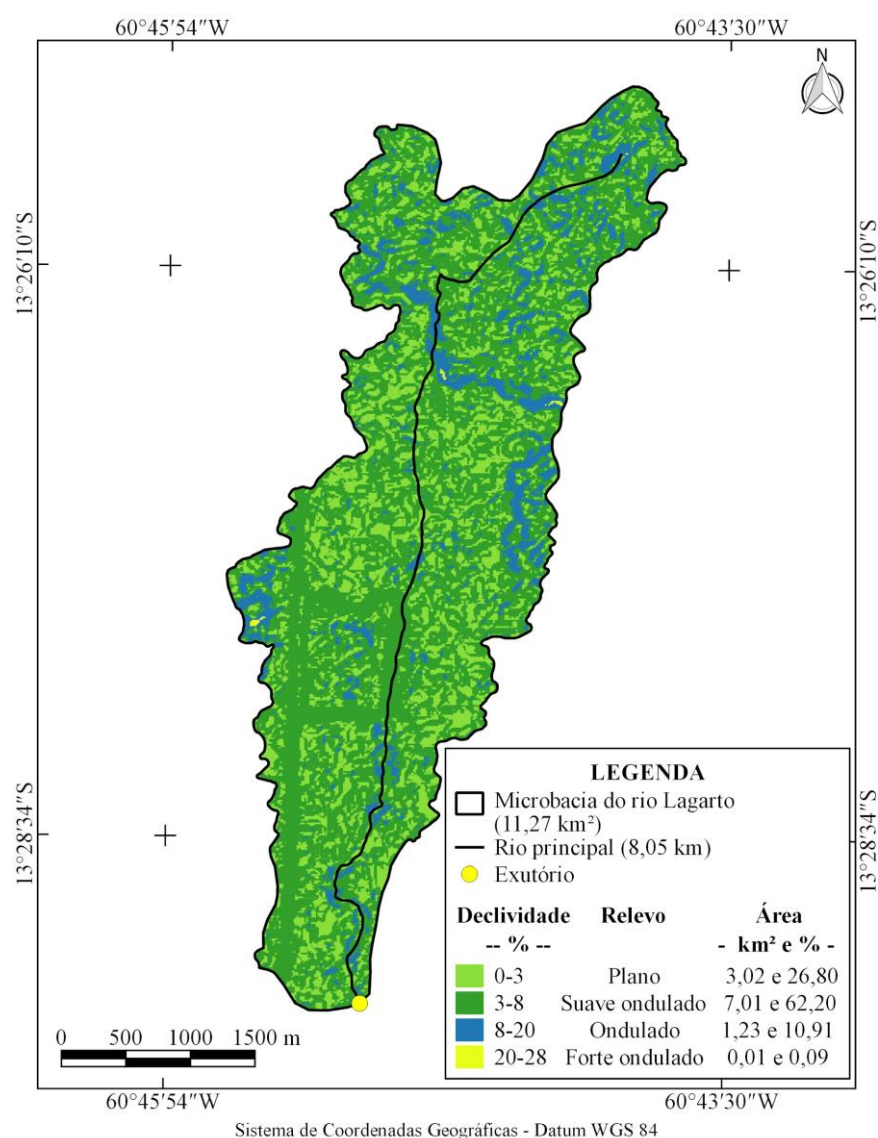 60°45′54″W 60°43′30″W
N
13°26′10″S 13°26′10″S
13°28′34″S 13°28′34″S
LEGENDA
Microbacia do rio Lagarto
(11,27 km²)
Rio principal (8,05 km)
Exutório
Declividade Relevo Área
-- % -- - km² e % -
0-3 Plano 3,02 e 26,80
3-8 Suave ondulado 7,01 e 62,20
8-20 Ondulado 1,23 e 10,91
20-28 Forte ondulado 0,01 e 0,09
0 500 1000 1500 m
60°45′54″W 60°43′30″W
Sistema de Coordenadas Geográficas - Datum WGS 84